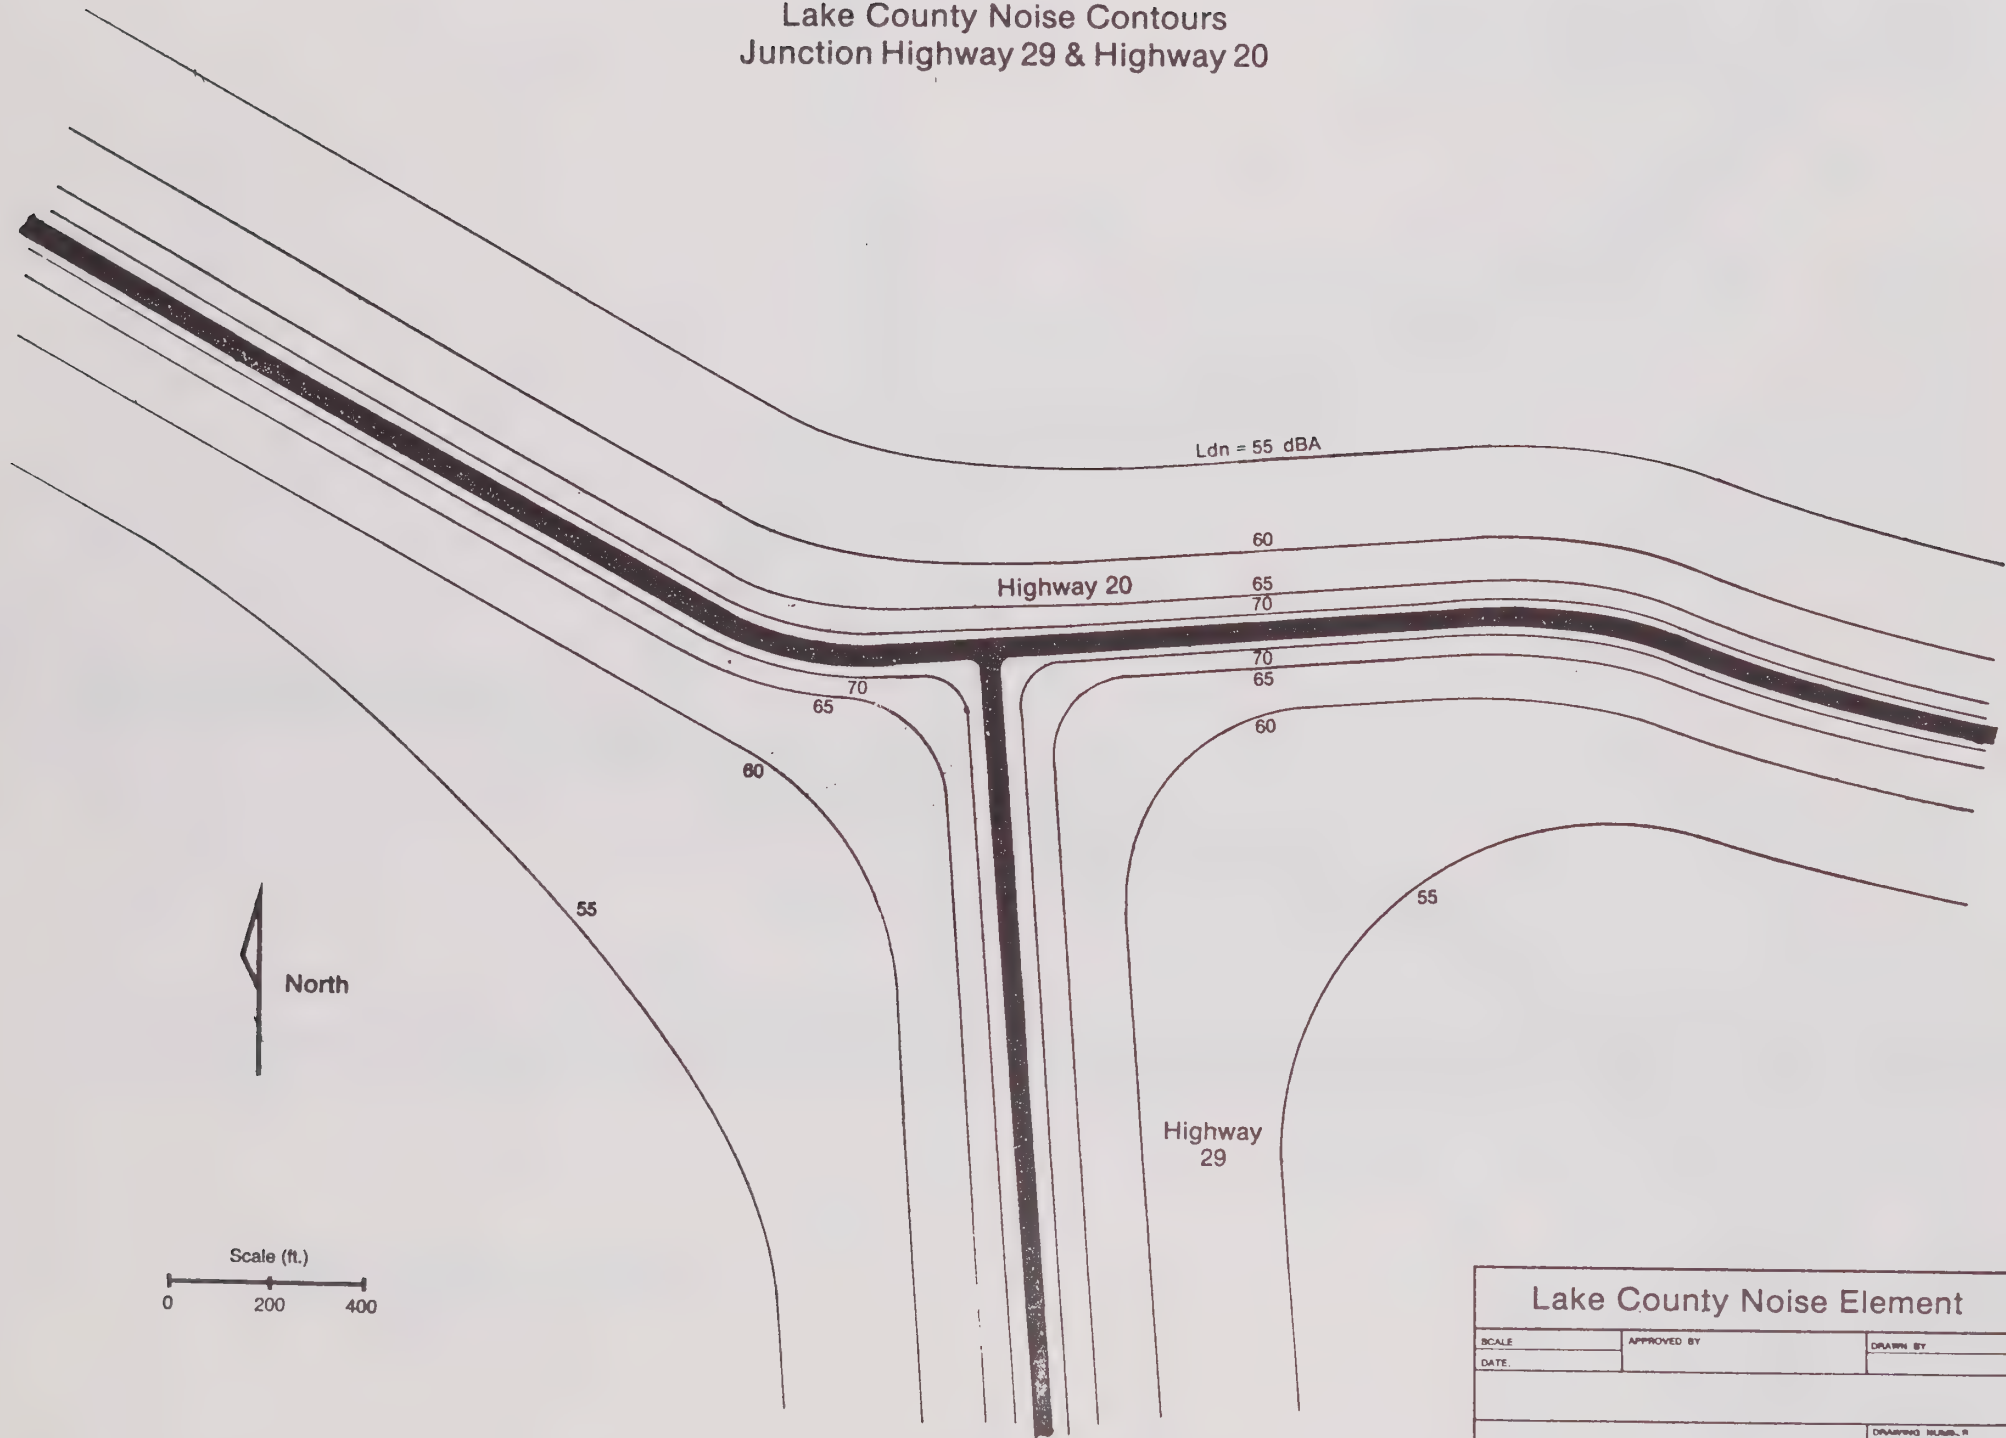 Lake County Noise Contours
Junction Highway 29 & Highway 20
Ldn = 55 dBA
60
Highway 20
65
70
70
65
60
70
65
60
55
55
North
Highway
29
Scale (ft.)
0 200 400
Lake County Noise Element
SCALE
APPROVED BY
DRAWN BY
DATE.
DRAWING